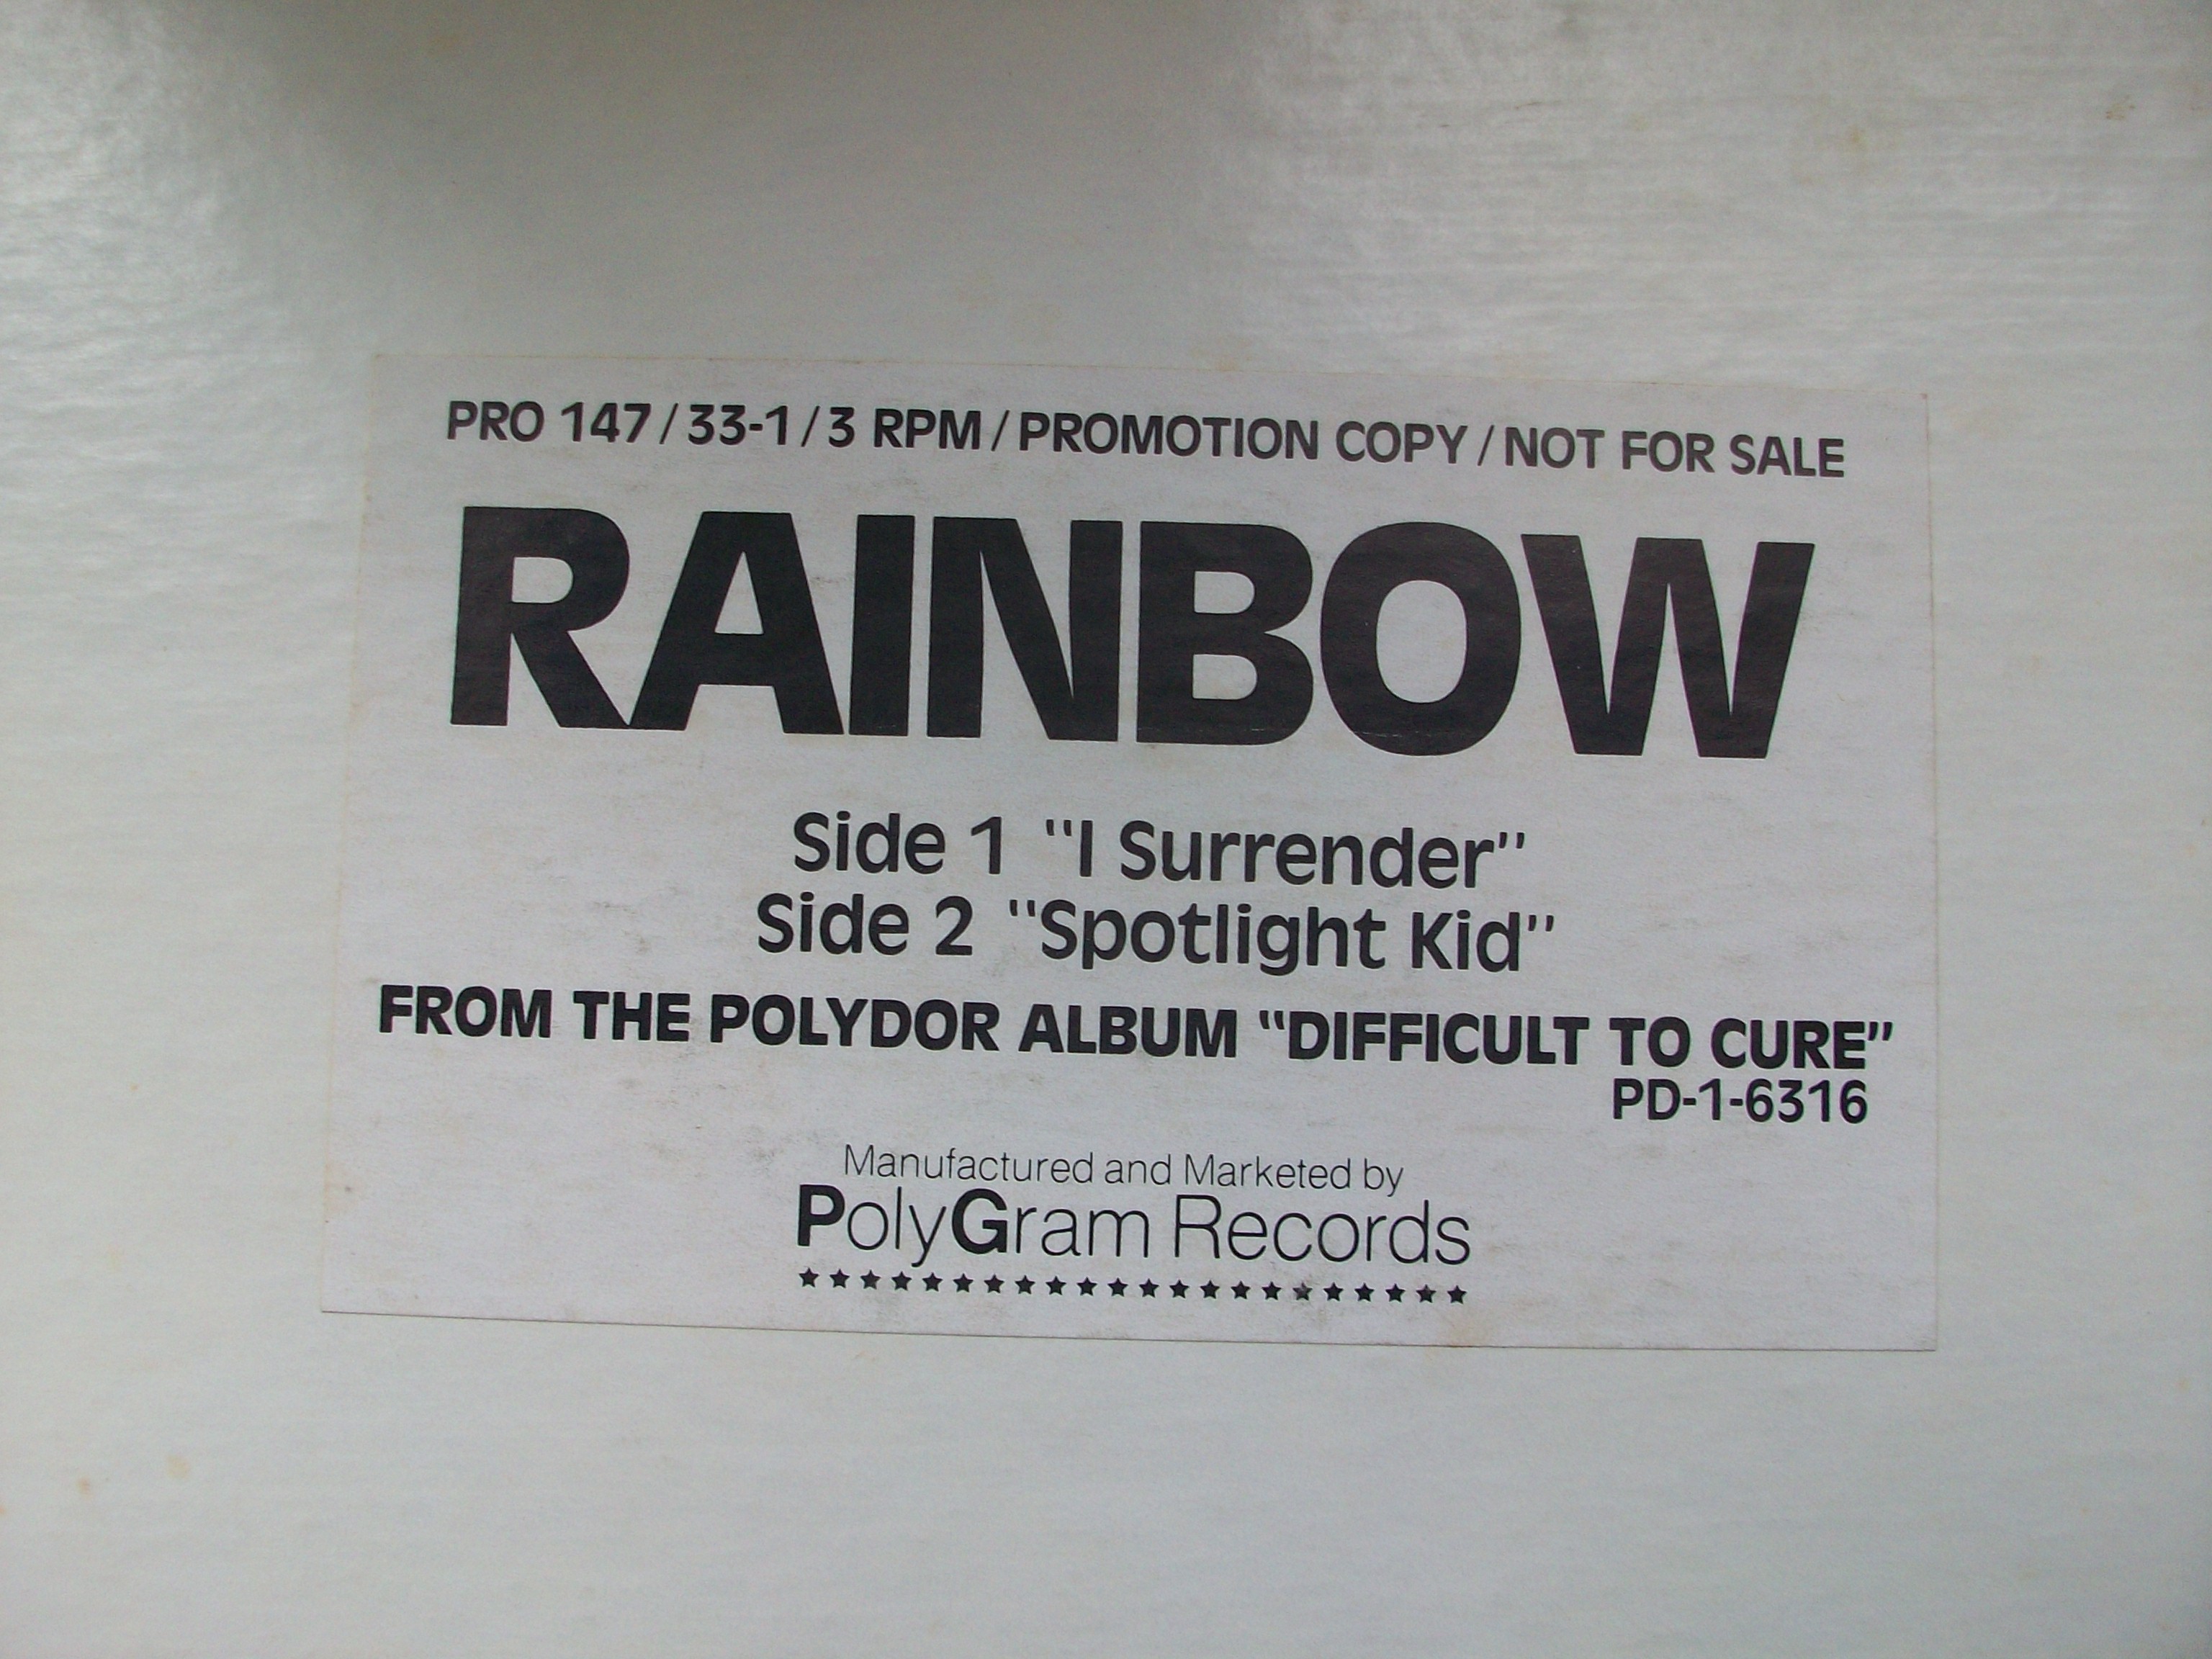 PRO 147/33-1/3 RPM/PROMOTION COPY/NOT FOR SALE
RAINBOW
Side 1 "I Surrender"
Side 2 "Spotlight Kid"
FROM THE POLYDOR ALBUM "DIFFICULT TO CURE"
PD-1-6316
Manufactured and Marketed by
PolyGram Records